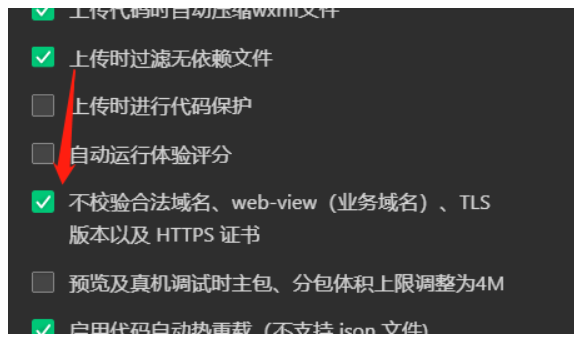 上传代码时自动压缩wxml文件
上传时过滤无依赖文件
上传时进行代码保护
自动运行体验评分
不校验合法域名、web-view（业务域名）、TLS
版本以及 HTTPS 证书
预览及真机调试时主包、分包体积上限调整为4M
启用代码自动热重载（不支持 json 文件）